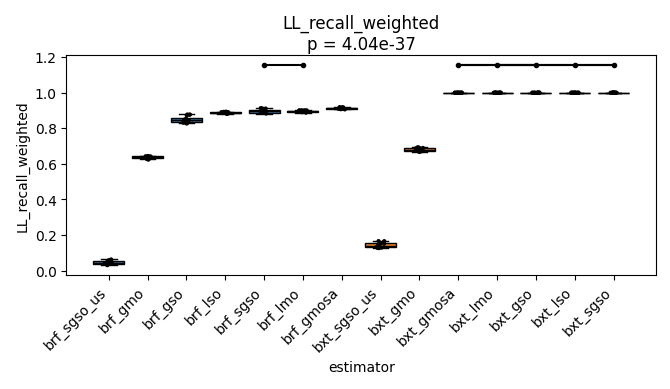 LL_recall_weighted
p = 4.04e-37
LL_recall_weighted
1.2
1.0
0.8
0.6
0.4
0.2
0.0
brf_sgso_us
brf_gmo
brf_gso
brf_lso
brf_sgso
brf_lmo
brf_gmosa
bxt_sgso_us
bxt_gmo
bxt_gmosa
bxt_lmo
bxt_gso
bxt_lso
bxt_sgso
estimator